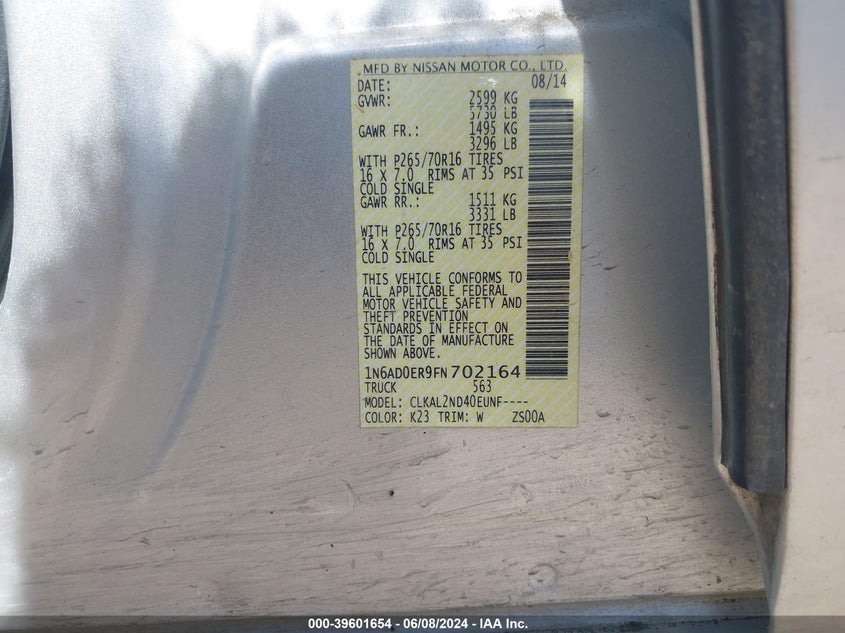 MFD BY NISSAN MOTOR CO., LTD.
DATE: 08/14
GVWR: 2599 KG
5730 LB
GAWR FR.: 1495 KG
3296 LB
WITH P265/70R16 TIRES
16 X 7.0 RIMS AT 35 PSI
COLD SINGLE
GAWR RR.: 1511 KG
3331 LB
WITH P265/70R16 TIRES
16 X 7.0 RIMS AT 35 PSI
COLD SINGLE
THIS VEHICLE CONFORMS TO
ALL APPLICABLE FEDERAL
MOTOR VEHICLE SAFETY AND
THEFT PREVENTION
STANDARDS IN EFFECT ON
THE DATE OF MANUFACTURE
SHOWN ABOVE.
1N6AD0ER9FN702164
TRUCK 563
MODEL: CLKAL2ND40EUNF----
COLOR: K23 TRIM: W ZS00A
000-39601654 - 06/08/2024 - IAA Inc.